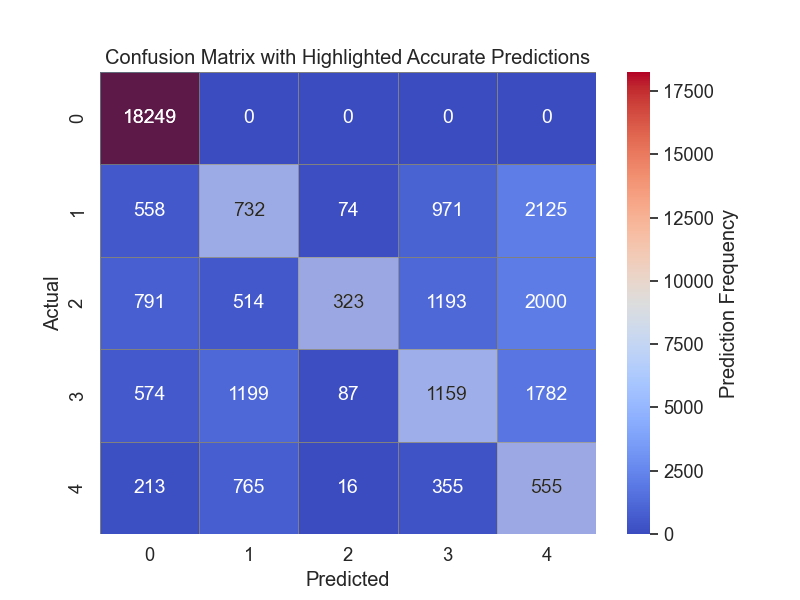 Confusion Matrix with Highlighted Accurate Predictions
0 18249 0 0 0 0
1 558 732 74 971 2125
2 791 514 323 1193 2000
3 574 1199 87 1159 1782
4 213 765 16 355 555
0 1 2 3 4
Predicted
Actual
17500
15000
12500
10000
7500
5000
2500
0
Prediction Frequency